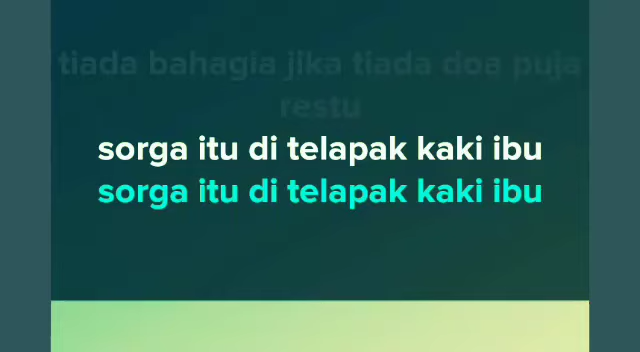 tiada bahagia jika tiada doa puja
restu
sorga itu di telapak kaki ibu
sorga itu di telapak kaki ibu